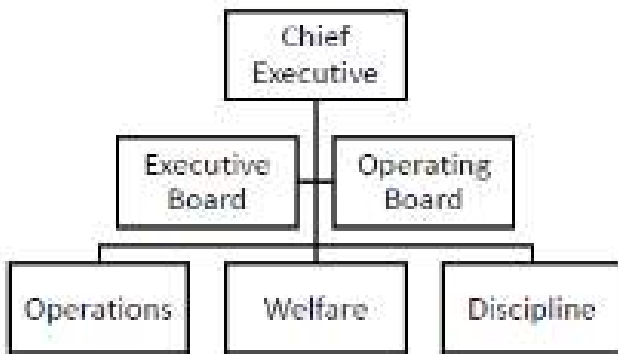 Chief
Executive
Executive
Board
Operating
Board
Operations
Welfare
Discipline